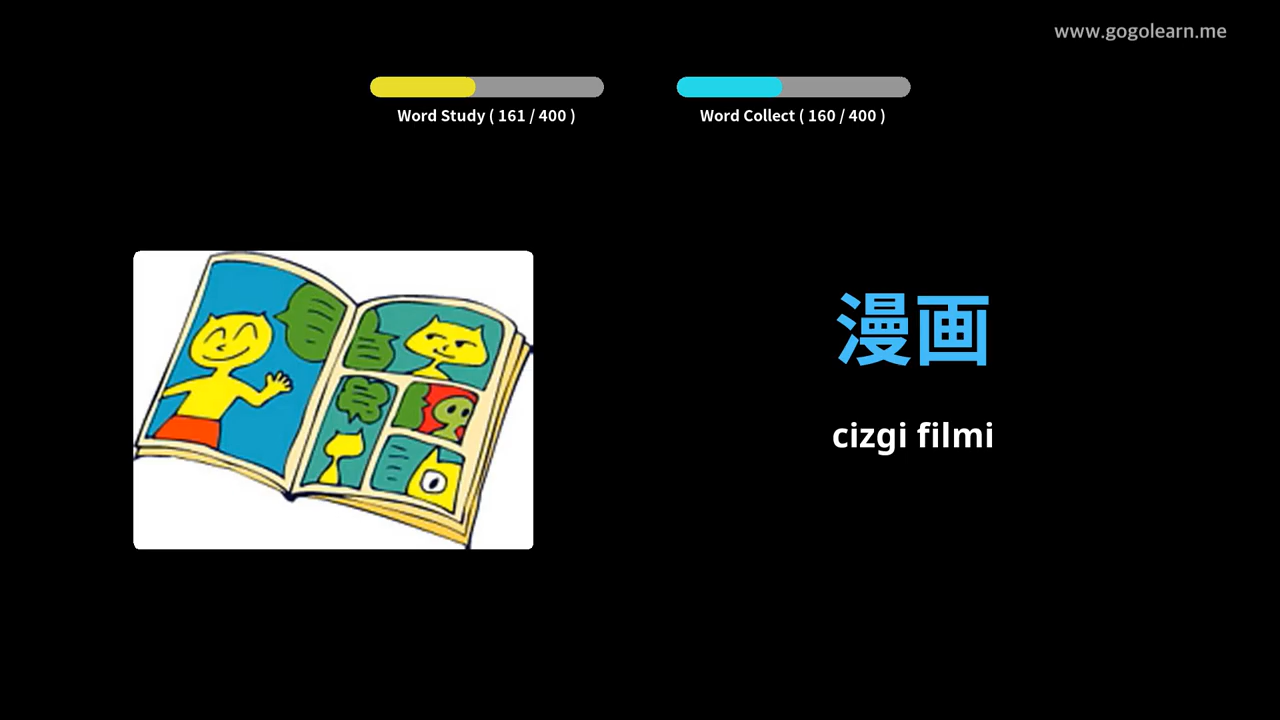 www.gogolearn.me
Word Study ( 161 / 400 )
Word Collect ( 160 / 400 )
漫画
cizgi filmi